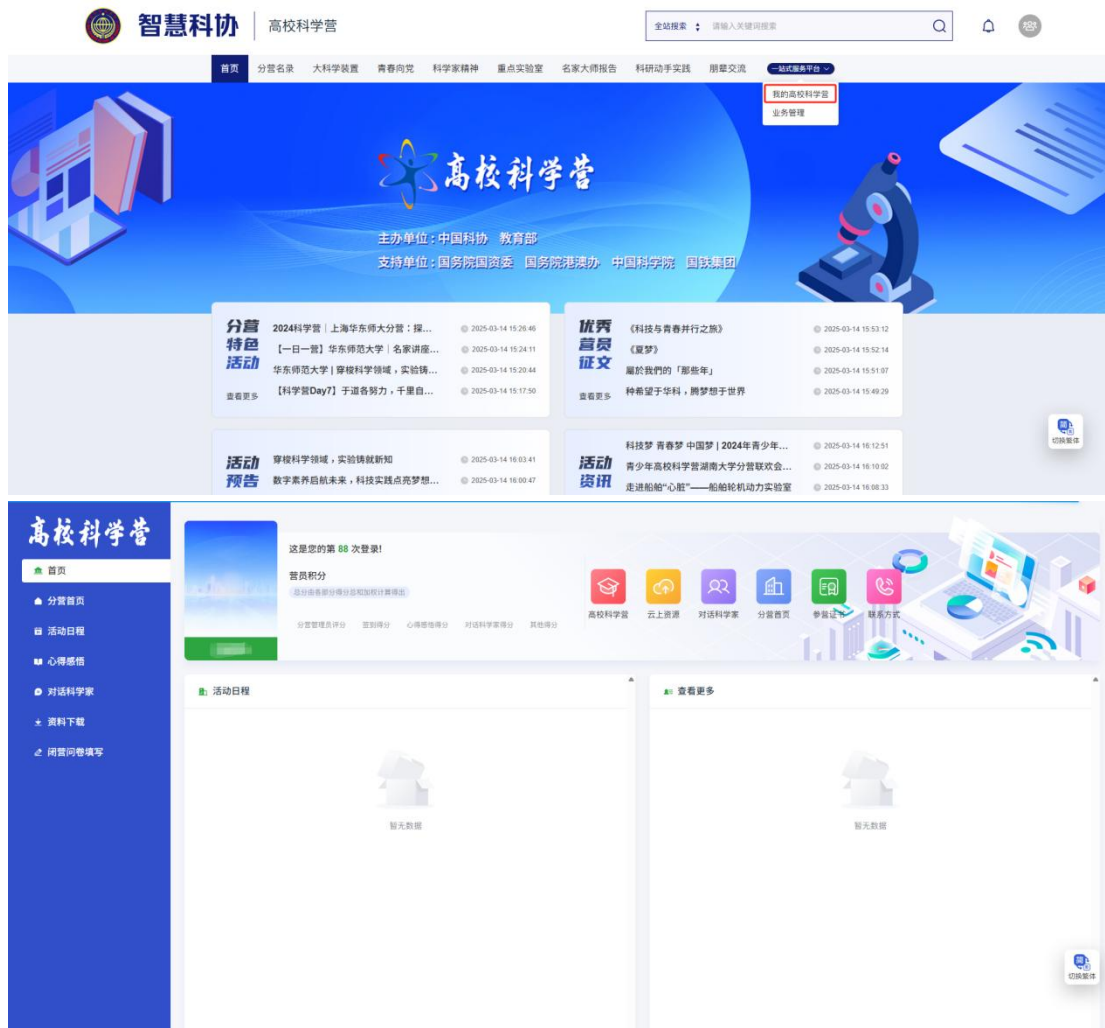 智慧科协 高校科学营
全站搜索 请输入关键词搜索
首页 分营名录 大科学装置 青春向党 科学家精神 重点实验室 名家大师报告 科研动手实践 朋辈交流 一站式服务平台
我的高校科学营
业务管理
高校科学营
主办单位:中国科协 教育部
支持单位:国务院国资委 国务院港澳办 中国科学院 国铁集团
分营
特色
活动
查看更多
2024科学营｜上海华东师大分营：探... 2025-03-14 15:26:46
【一日一营】华东师范大学｜名家讲座... 2025-03-14 15:24:11
华东师范大学 | 穿梭科学领域，实验铸... 2025-03-14 15:20:44
【科学营Day7】于道各努力，千里自... 2025-03-14 15:17:50
优秀
营员
征文
查看更多
《科技与青春并行之旅》 2025-03-14 15:53:12
《夏梦》 2025-03-14 15:52:14
屬於我們的「那些年」 2025-03-14 15:51:07
种希望于华科，腾梦想于世界 2025-03-14 15:49:29
活动
预告
穿梭科学领域，实验铸就新知 2025-03-14 16:03:41
数字素养启航未来，科技实践点亮梦想... 2025-03-14 16:00:47
活动
资讯
科技梦 青春梦 中国梦 | 2024年青少年... 2025-03-14 16:12:51
青少年高校科学营湖南大学分营联欢会... 2025-03-14 16:10:02
走进船舶“心脏”——船舶轮机动力实验室 2025-03-14 16:08:33
切换繁体
高校科学营
首页
分营首页
活动日程
心得感悟
对话科学家
资料下载
闭营问卷填写
这是您的第 88 次登录!
营员积分
总分由各部分得分总和加权计算得出
分营管理员评分 签到得分 心得感悟得分 对话科学家得分 其他得分
高校科学营 云上资源 对话科学家 分营首页 参营证书 联系方式
活动日程
暂无数据
查看更多
暂无数据
切换繁体